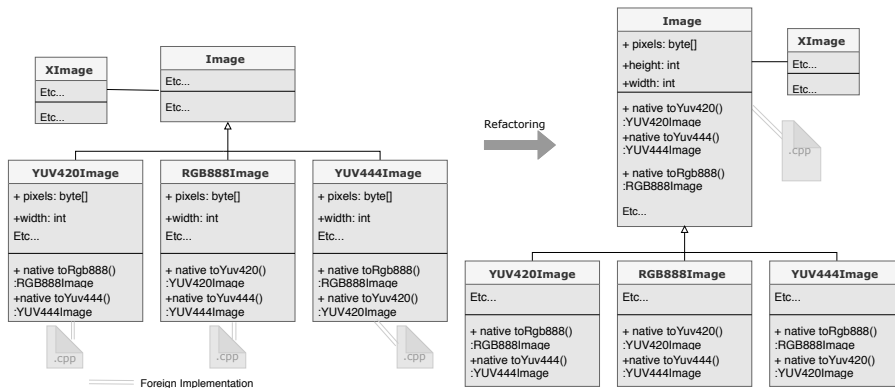 XImage
Etc...
Etc...
Image
Etc...
Etc...
YUV420Image
+ pixels: byte[]
+width: int
Etc...
+ native toRgb888()
:RGB888Image
+native toYuv444()
:YUV444Image
.cpp
RGB888Image
+ pixels: byte[]
+width: int
Etc...
+ native toYuv420()
:YUV420Image
+native toYuv444()
:YUV444Image
.cpp
YUV444Image
+ pixels: byte[]
+width: int
Etc...
+ native toRgb888()
:RGB888Image
+ native toYuv420()
:YUV420Image
.cpp
Foreign Implementation
Refactoring
Image
+ pixels: byte[]
+height: int
+width: int
+ native toYuv420()
:YUV420Image
+native toYuv444()
:YUV444Image
+ native toRgb888()
:RGB888Image
Etc...
XImage
Etc...
Etc...
.cpp
YUV420Image
Etc...
+ native toRgb888()
:RGB888Image
+native toYuv444()
:YUV444Image
RGB888Image
Etc...
+ native toYuv420()
:YUV420Image
+native toYuv444()
:YUV444Image
YUV444Image
Etc...
+ native toRgb888()
:RGB888Image
+ native toYuv420()
:YUV420Image